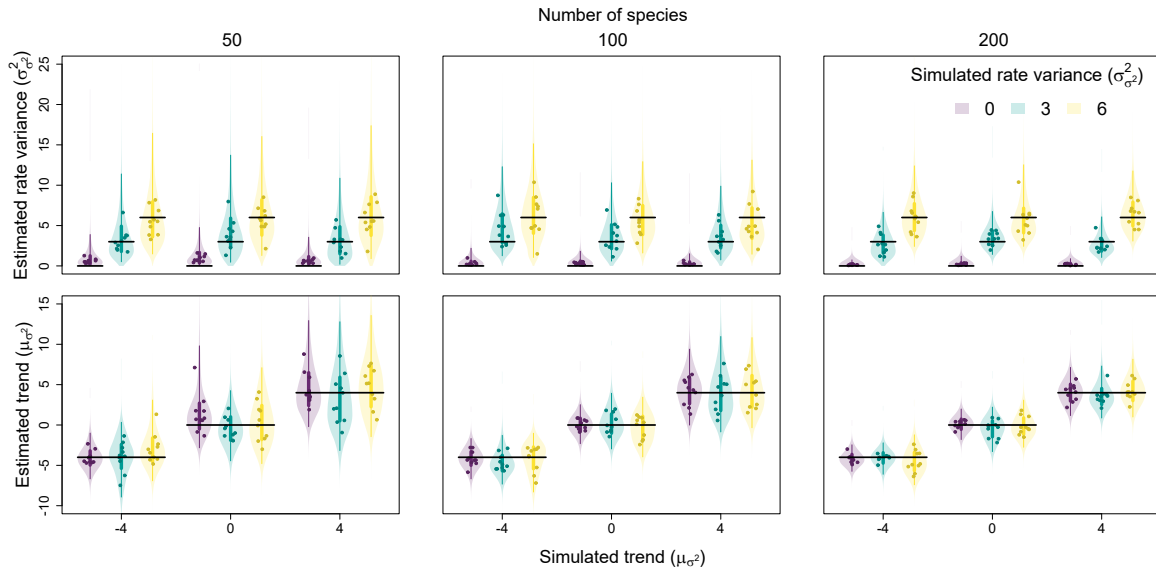 Number of species
50 100 200
Estimated rate variance (σ²σ²)
25
20
15
10
5
0
Simulated rate variance (σ²σ²)
0 3 6
Estimated trend (μσ²)
15
10
5
0
-5
-10
-4 0 4
-4 0 4
-4 0 4
Simulated trend (μσ²)